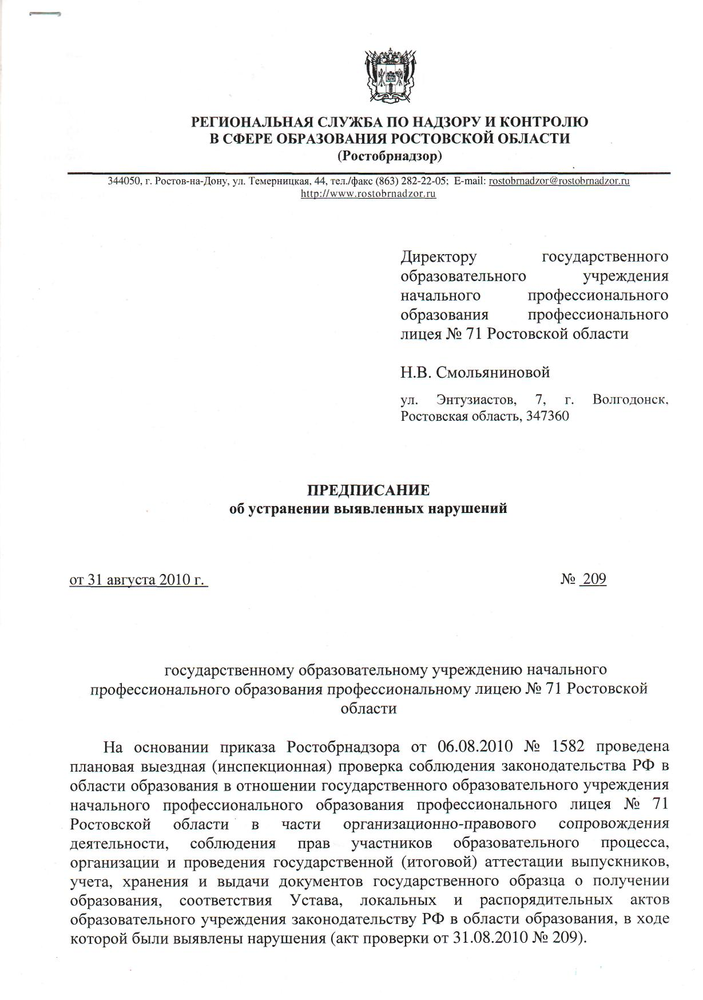 РЕГИОНАЛЬНАЯ СЛУЖБА ПО НАДЗОРУ И КОНТРОЛЮ
В СФЕРЕ ОБРАЗОВАНИЯ РОСТОВСКОЙ ОБЛАСТИ
(Ростобрнадзор)
344050, г. Ростов-на-Дону, ул. Темерницкая, 44, тел./факс (863) 282-22-05; E-mail: rostobrnadzor@rostobrnadzor.ru
http://www.rostobrnadzor.ru
Директору государственного
образовательного учреждения
начального профессионального
образования профессионального
лицея № 71 Ростовской области
Н.В. Смольяниновой
ул. Энтузиастов, 7, г. Волгодонск,
Ростовская область, 347360
ПРЕДПИСАНИЕ
об устранении выявленных нарушений
от 31 августа 2010 г. № 209
государственному образовательному учреждению начального
профессионального образования профессиональному лицею № 71 Ростовской
области
На основании приказа Ростобрнадзора от 06.08.2010 № 1582 проведена
плановая выездная (инспекционная) проверка соблюдения законодательства РФ в
области образования в отношении государственного образовательного учреждения
начального профессионального образования профессионального лицея № 71
Ростовской области в части организационно-правового сопровождения
деятельности, соблюдения прав участников образовательного процесса,
организации и проведения государственной (итоговой) аттестации выпускников,
учета, хранения и выдачи документов государственного образца о получении
образования, соответствия Устава, локальных и распорядительных актов
образовательного учреждения законодательству РФ в области образования, в ходе
которой были выявлены нарушения (акт проверки от 31.08.2010 № 209).